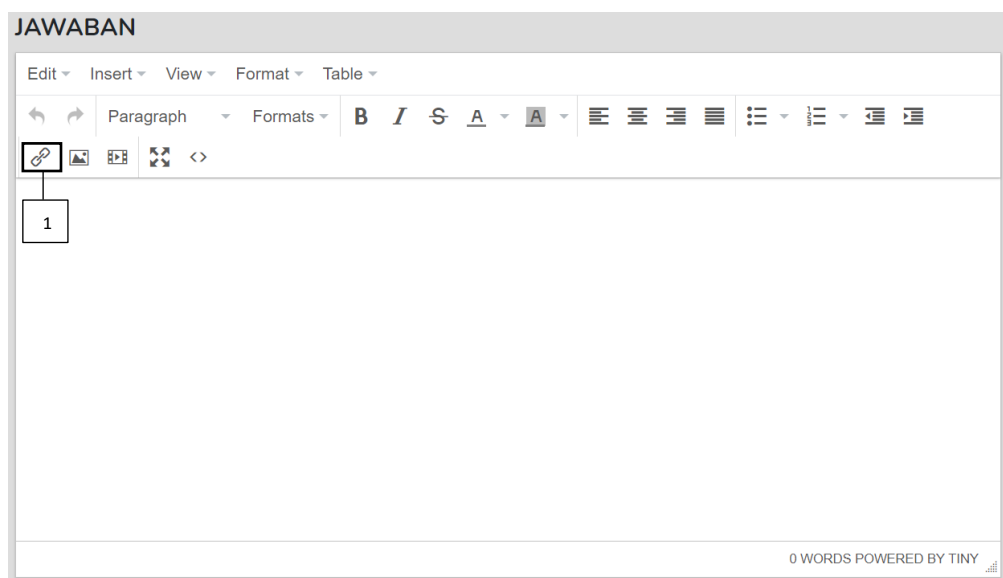 JAWABAN
Edit Insert View Format Table
Paragraph Formats B I S A A
1
0 WORDS POWERED BY TINY